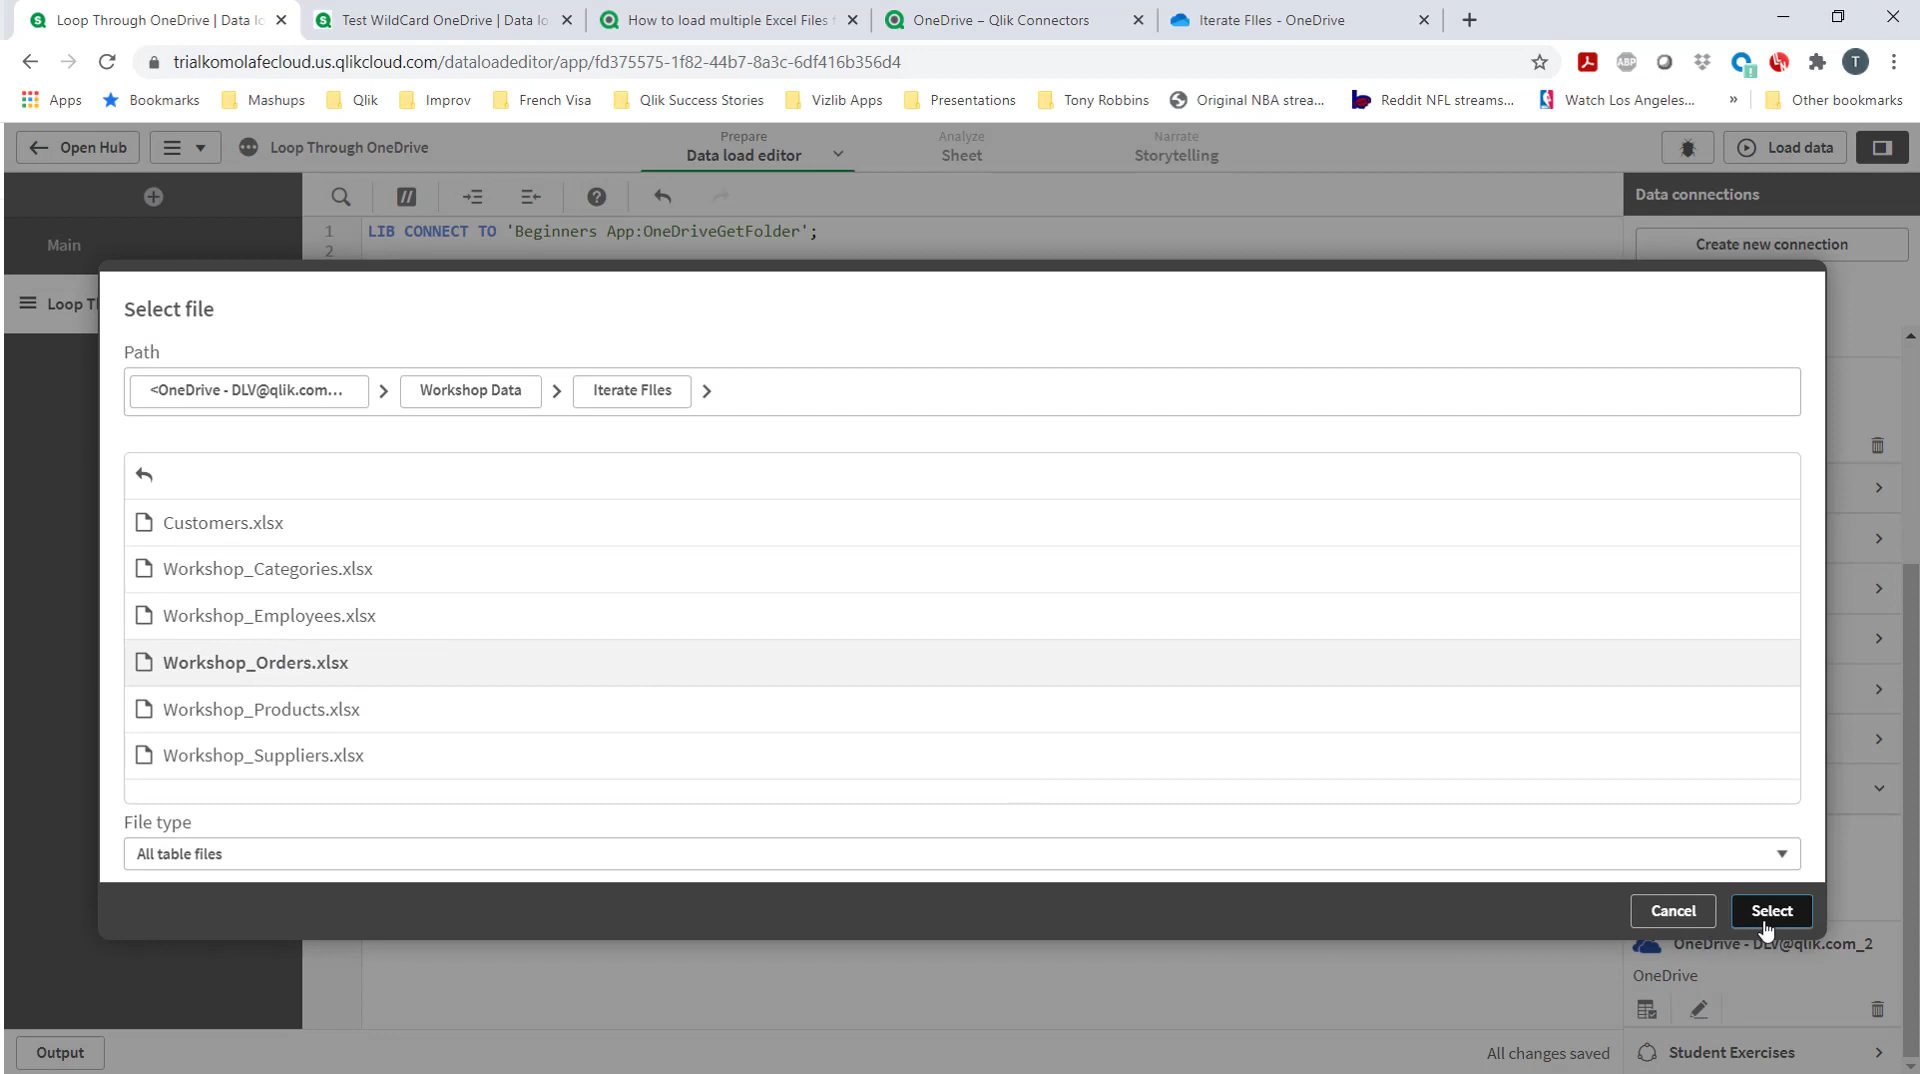 Loop Through OneDrive | Data lo
Test WildCard OneDrive | Data lo
How to load multiple Excel Files f
OneDrive – Qlik Connectors
Iterate FIles - OneDrive
trialkomolafecloud.us.qlikcloud.com/dataloadeditor/app/fd375575-1f82-44b7-8a3c-6df416b356d4
ABP
T
Apps
Bookmarks
Mashups
Qlik
Improv
French Visa
Qlik Success Stories
Vizlib Apps
Presentations
Tony Robbins
Original NBA strea...
Reddit NFL streams...
Watch Los Angeles...
»
Other bookmarks
Open Hub
Loop Through OneDrive
Prepare
Data load editor
Analyze
Sheet
Narrate
Storytelling
Load data
Data connections
Main
1 LIB CONNECT TO 'Beginners App:OneDriveGetFolder';
2
Create new connection
Loop Th
Select file
Path
<OneDrive - DLV@qlik.com...
Workshop Data
Iterate FIles
Customers.xlsx
Workshop_Categories.xlsx
Workshop_Employees.xlsx
Workshop_Orders.xlsx
Workshop_Products.xlsx
Workshop_Suppliers.xlsx
File type
All table files
Cancel
Select
OneDrive - DLV@qlik.com_2
OneDrive
Output
All changes saved
Student Exercises